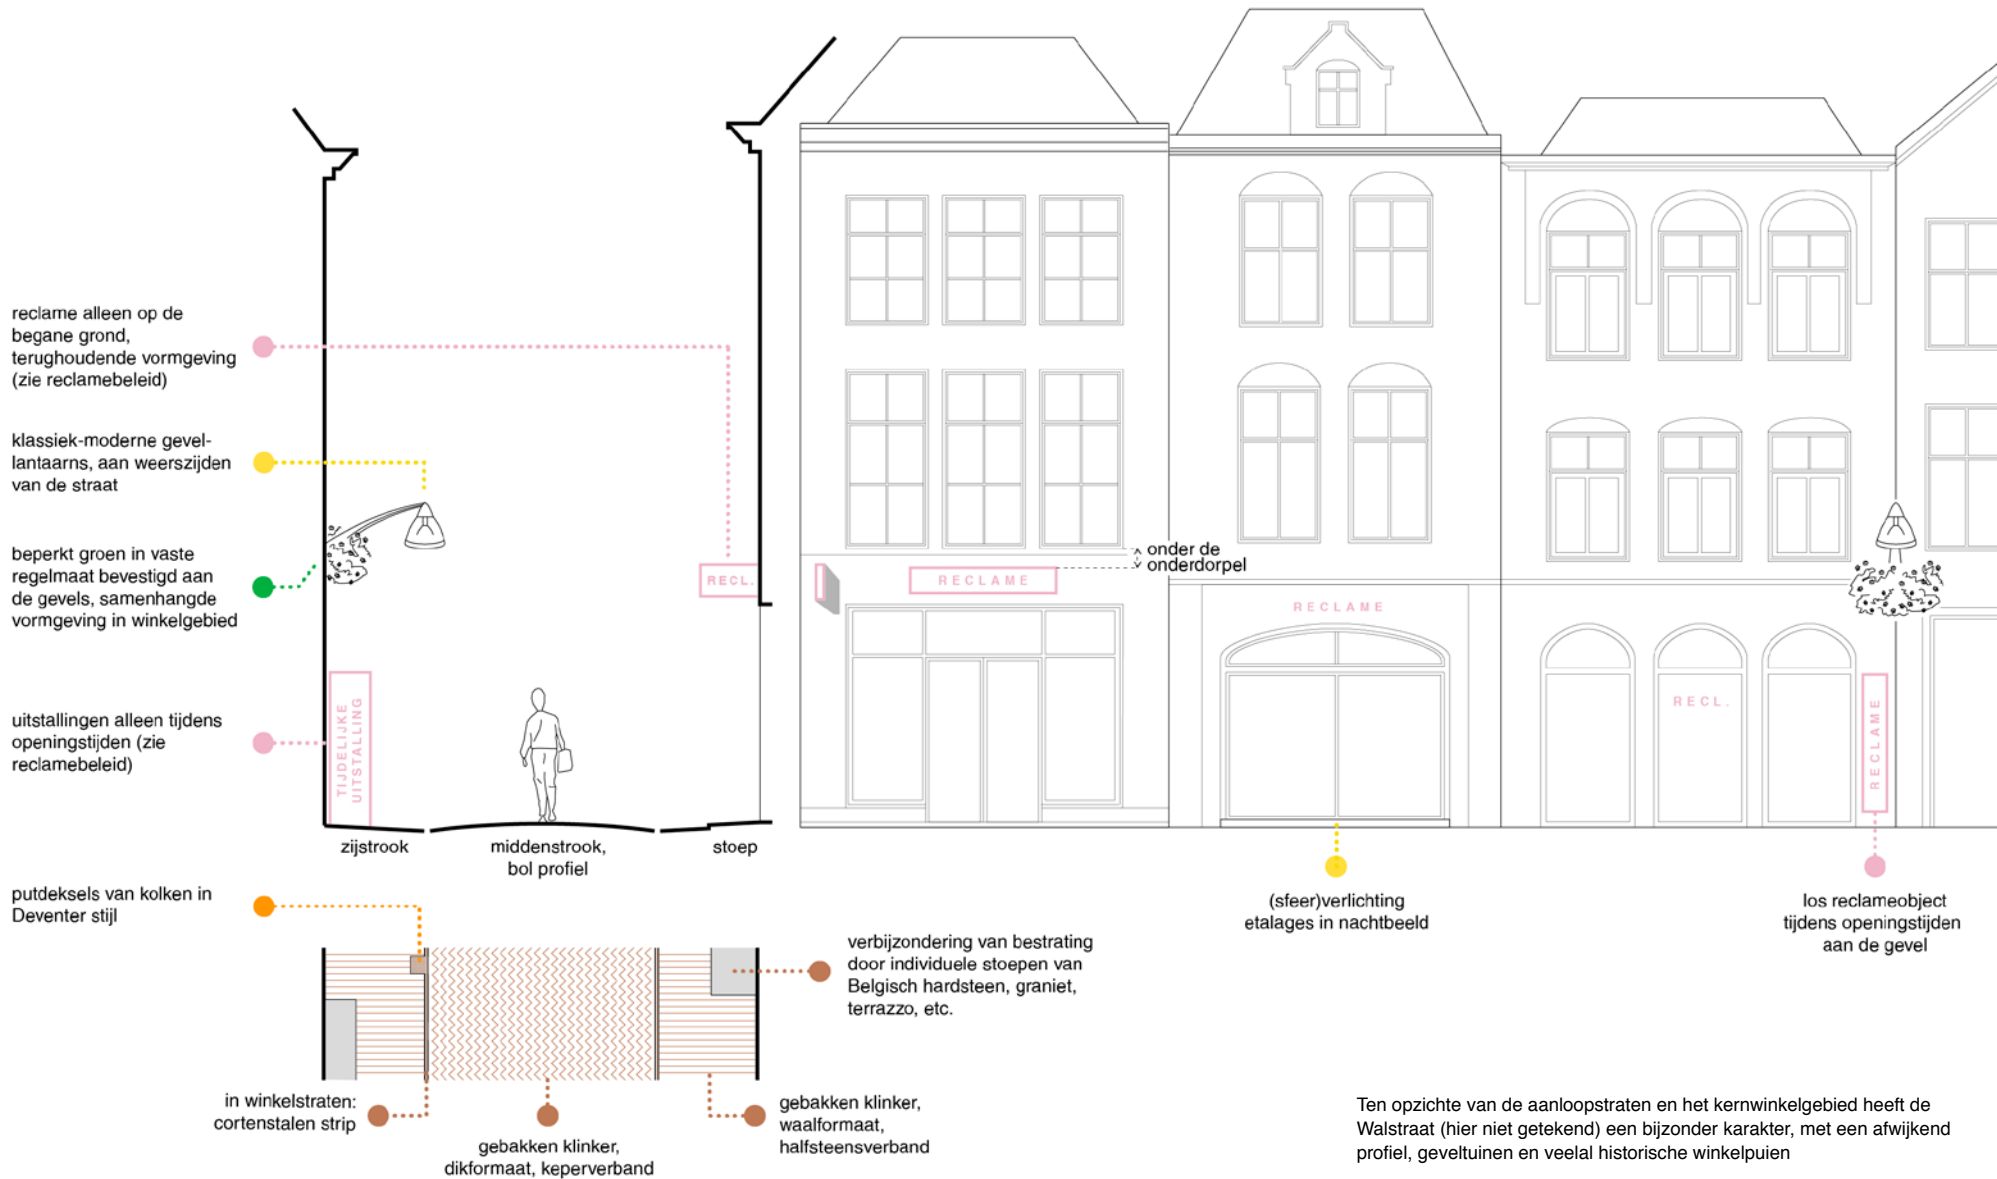 reclame alleen op de
begane grond,
terughoudende vormgeving
(zie reclamebeleid)
klassiek-moderne gevel-
lantaarns, aan weerszijden
van de straat
beperkt groen in vaste
regelmaat bevestigd aan
de gevels, samenhangde
vormgeving in winkelgebied
uitstallingen alleen tijdens
openingstijden (zie
reclamebeleid)
TIJDELIJKE
UITSTALLING
RECL.
RECLAME
onder de
onderdorpel
RECLAME
RECL.
RECLAME
zijstrook
middenstrook,
bol profiel
stoep
(sfeer)verlichting
etalages in nachtbeeld
los reclameobject
tijdens openingstijden
aan de gevel
putdeksels van kolken in
Deventer stijl
verbijzondering van bestrating
door individuele stoepen van
Belgisch hardsteen, graniet,
terrazzo, etc.
in winkelstraten:
cortenstalen strip
gebakken klinker,
dikformaat, keperverband
gebakken klinker,
waalformaat,
halfsteensverband
Ten opzichte van de aanloopstraten en het kernwinkelgebied heeft de
Walstraat (hier niet getekend) een bijzonder karakter, met een afwijkend
profiel, geveltuinen en veelal historische winkelpuien